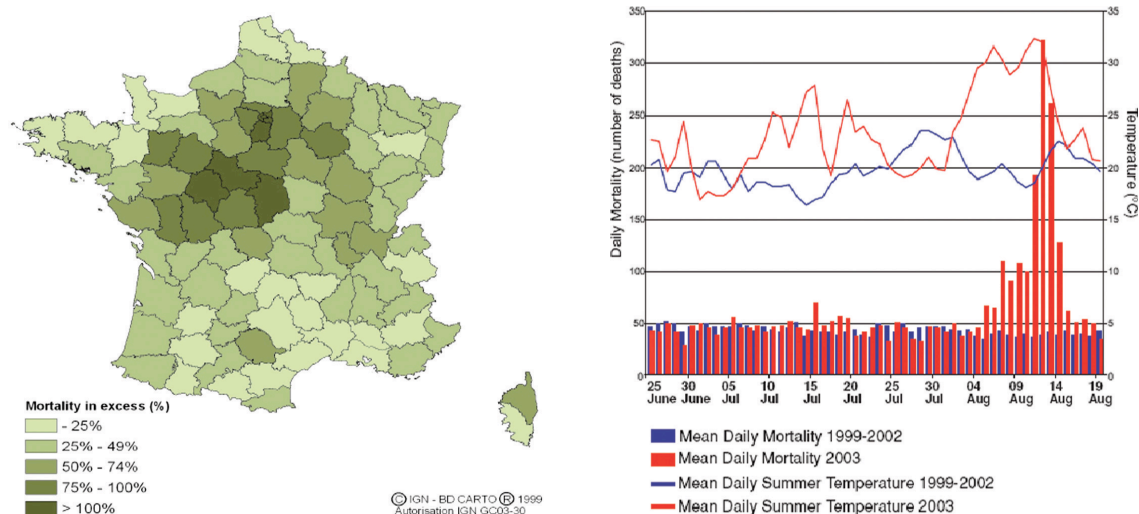 Mortality in excess (%)
- 25%
25% - 49%
50% - 74%
75% - 100%
> 100%
Ⓒ IGN - BD CARTO Ⓡ 1999
Autorisation IGN GC03-30
Daily Mortality (number of deaths)
350
300
250
200
150
100
50
0
35
30
25
20
15
10
5
0
Temperature (°C)
25 30 05 10 15 20 25 30 04 09 14 19
June June Jul Jul Jul Jul Jul Jul Aug Aug Aug Aug
Mean Daily Mortality 1999-2002
Mean Daily Mortality 2003
Mean Daily Summer Temperature 1999-2002
Mean Daily Summer Temperature 2003